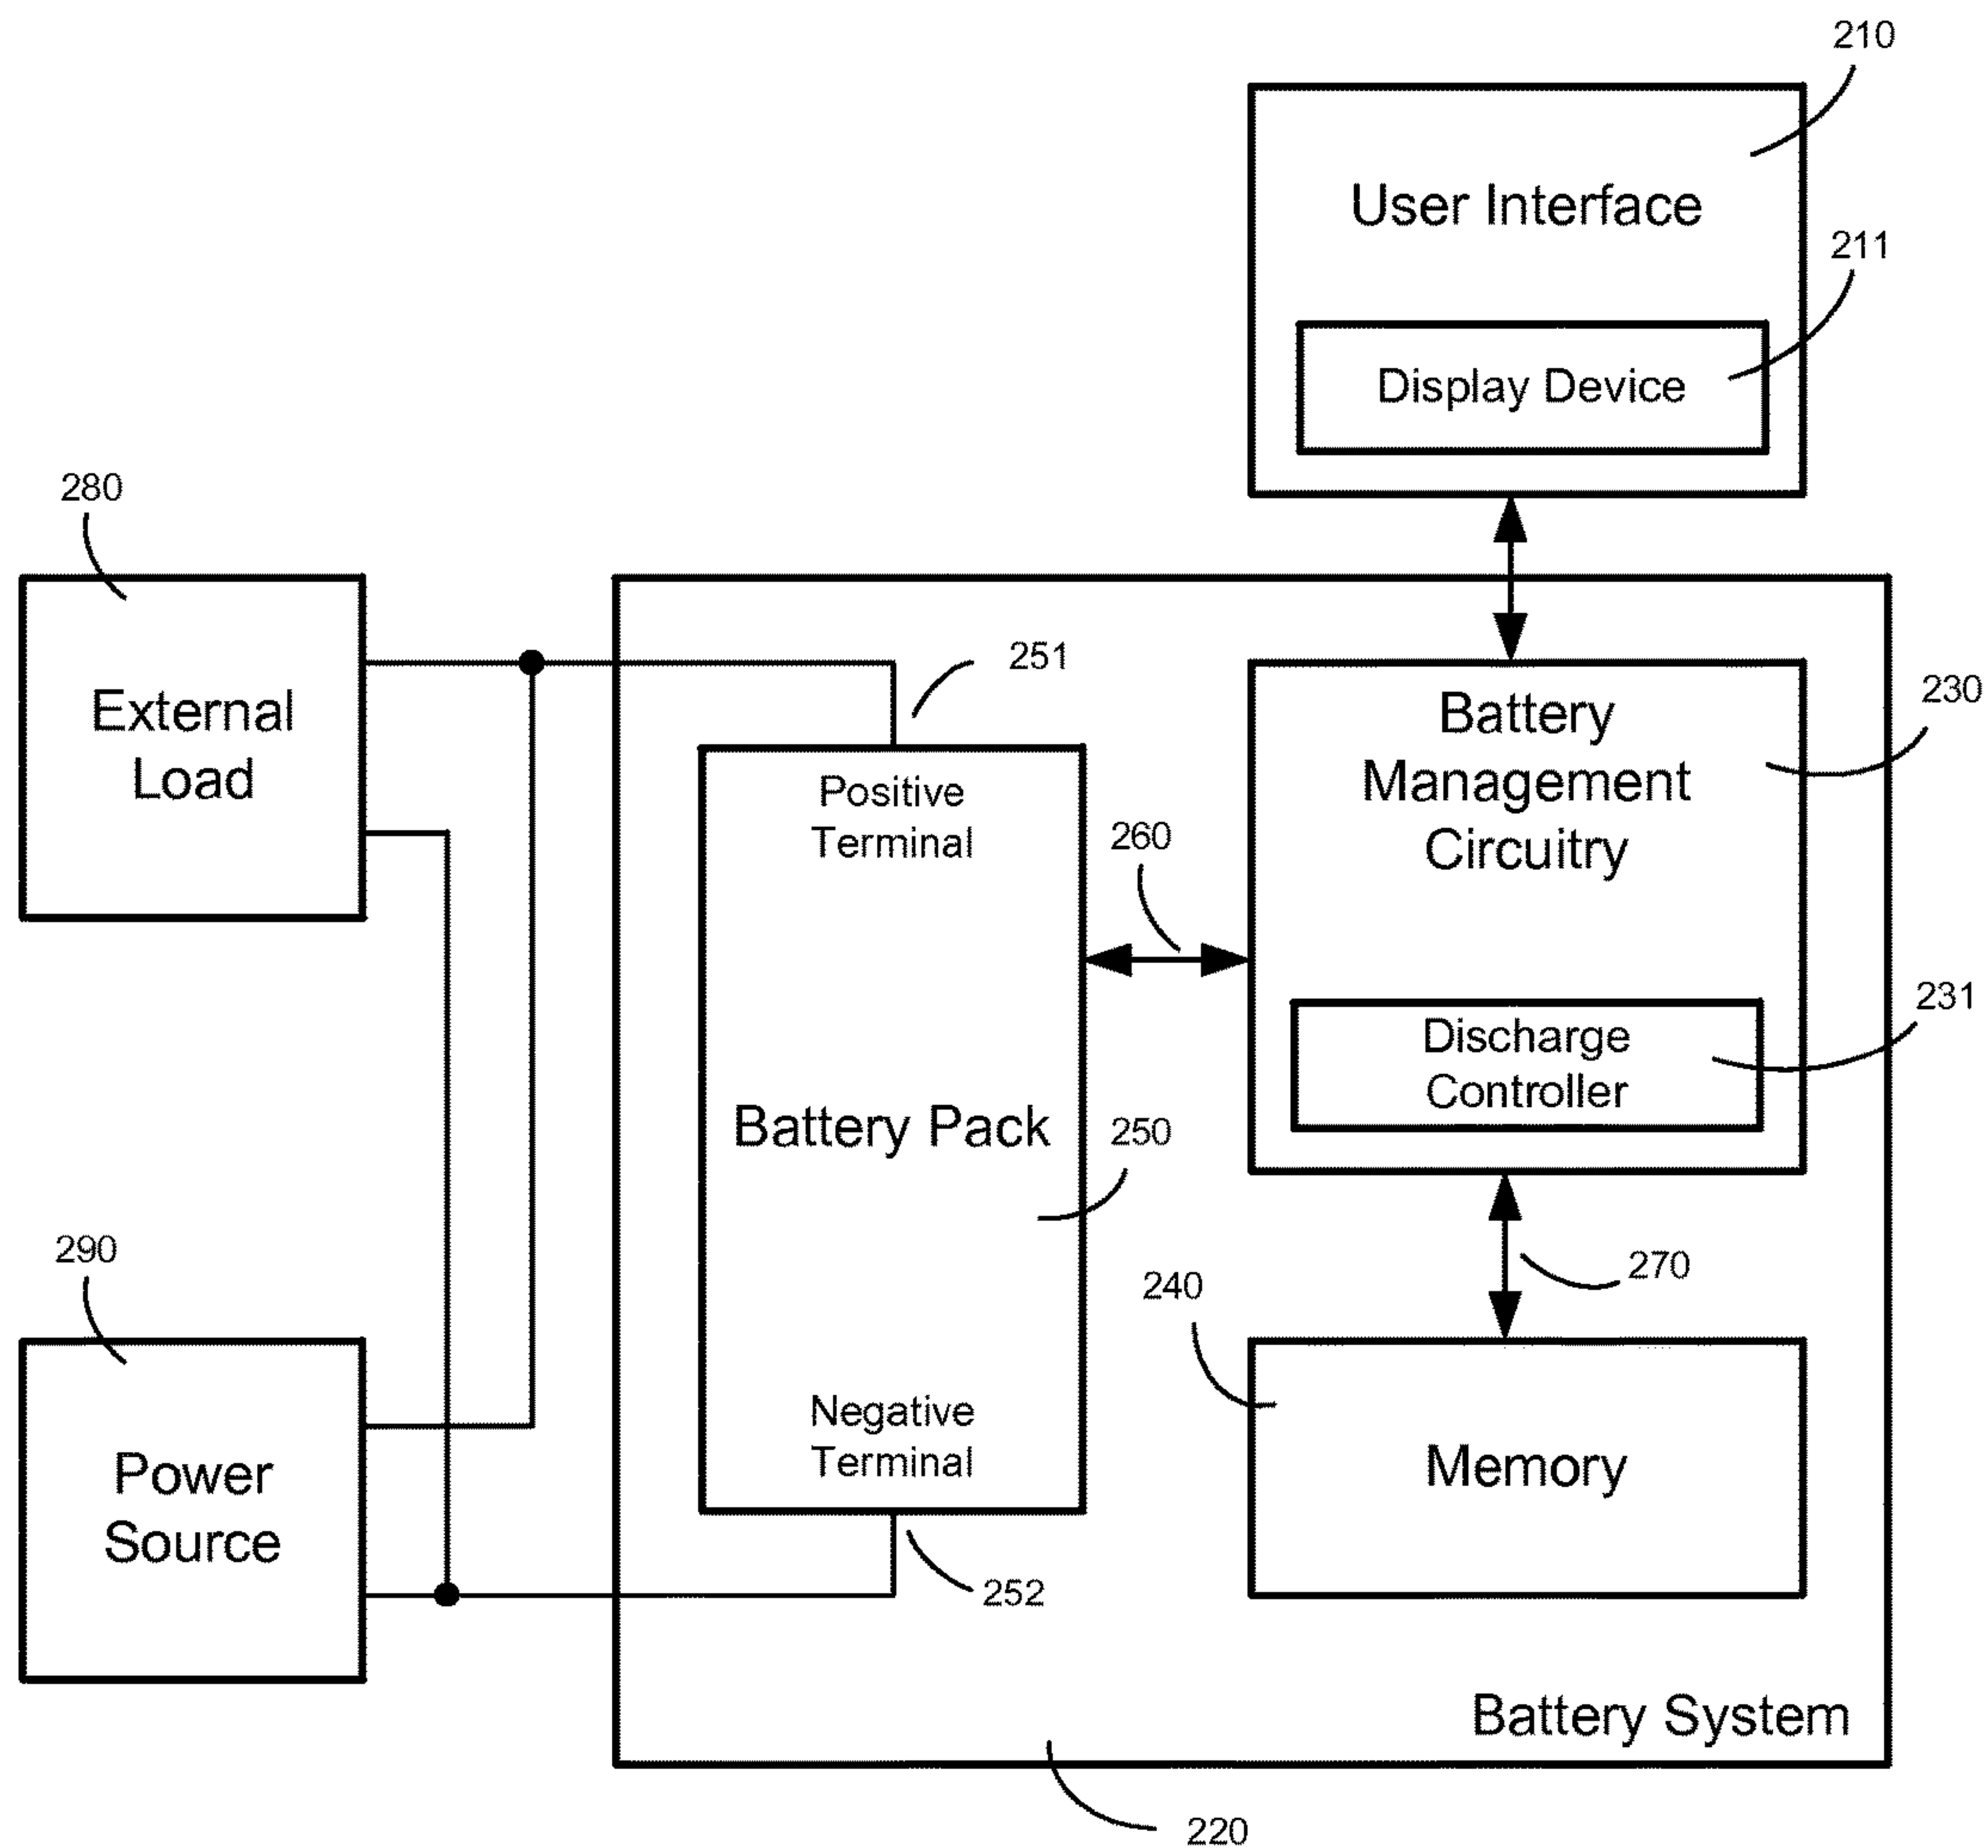 210
User Interface
211
Display Device
280
External
Load
251
Positive
Terminal
260
Battery
Management
Circuitry
230
231
Discharge
Controller
Battery Pack
250
290
Power
Source
Negative
Terminal
252
270
240
Memory
Battery System
220